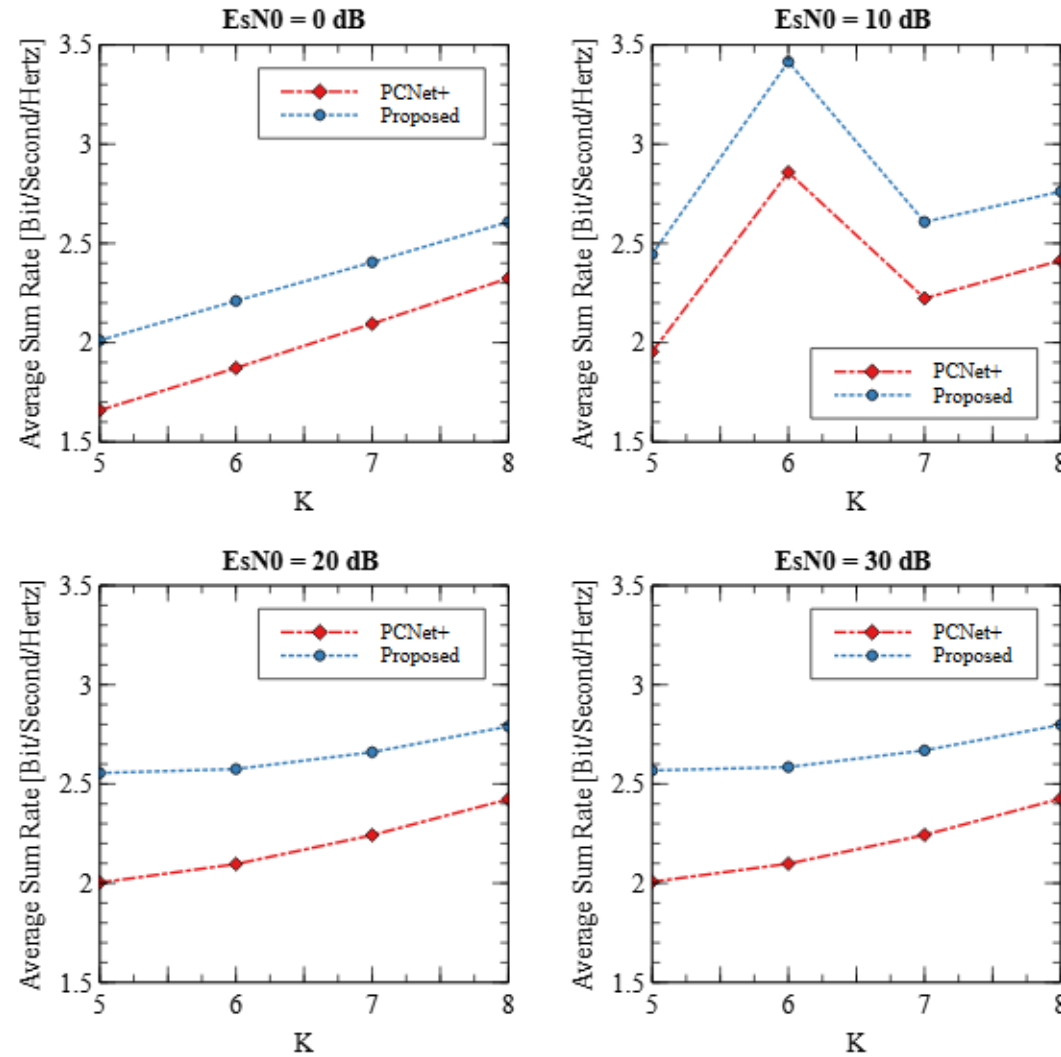 EsN0 = 0 dB
3.5
3
2.5
2
1.5
Average Sum Rate [Bit/Second/Hertz]
PCNet+
Proposed
5 6 7 8
K
EsN0 = 10 dB
3.5
3
2.5
2
1.5
Average Sum Rate [Bit/Second/Hertz]
PCNet+
Proposed
5 6 7 8
K
EsN0 = 20 dB
3.5
3
2.5
2
1.5
Average Sum Rate [Bit/Second/Hertz]
PCNet+
Proposed
5 6 7 8
K
EsN0 = 30 dB
3.5
3
2.5
2
1.5
Average Sum Rate [Bit/Second/Hertz]
PCNet+
Proposed
5 6 7 8
K